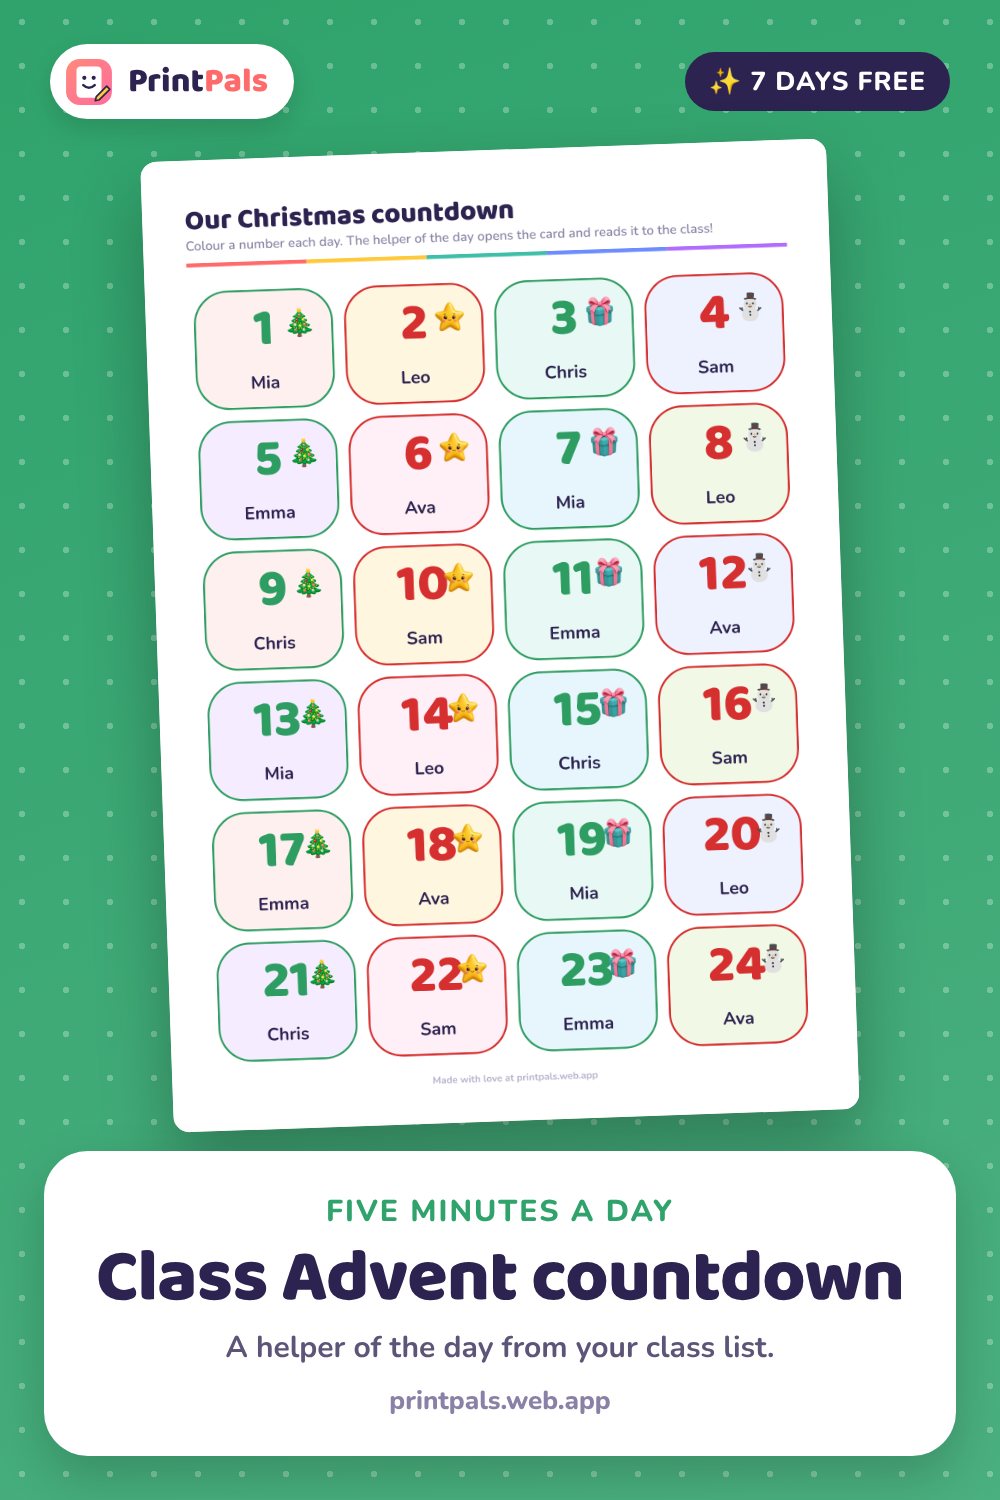 PrintPals
✨ 7 DAYS FREE
Our Christmas countdown
Colour a number each day. The helper of the day opens the card and reads it to the class!
1 2 3 4
Mia Leo Chris Sam
5 6 7 8
Emma Ava Mia Leo
9 10 11 12
Chris Sam Emma Ava
13 14 15 16
Mia Leo Chris Sam
17 18 19 20
Emma Ava Mia Leo
21 22 23 24
Chris Sam Emma Ava
Made with love at printpals.web.app
FIVE MINUTES A DAY
Class Advent countdown
A helper of the day from your class list.
printpals.web.app